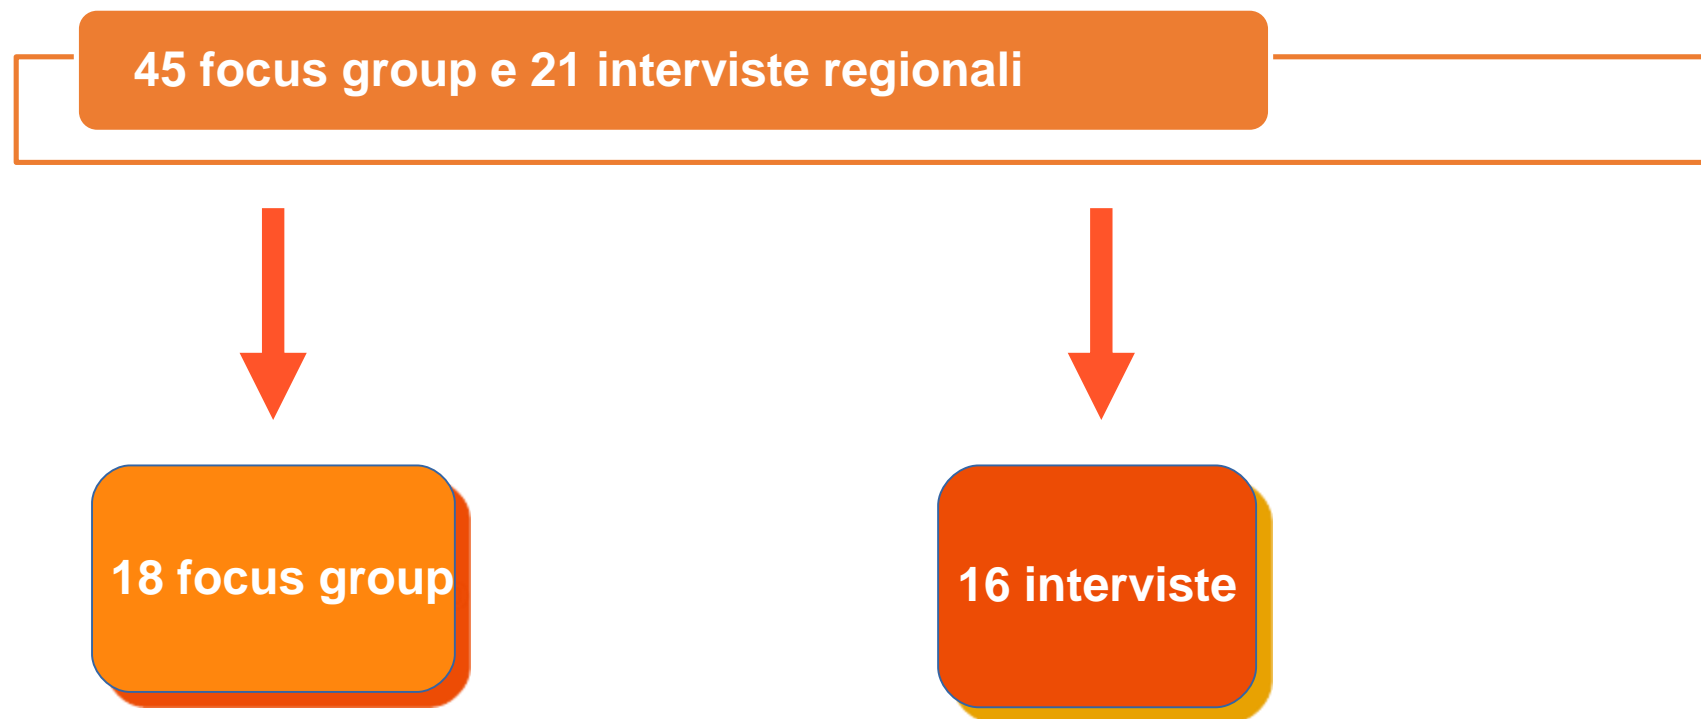 45 focus group e 21 interviste regionali
18 focus group
16 interviste